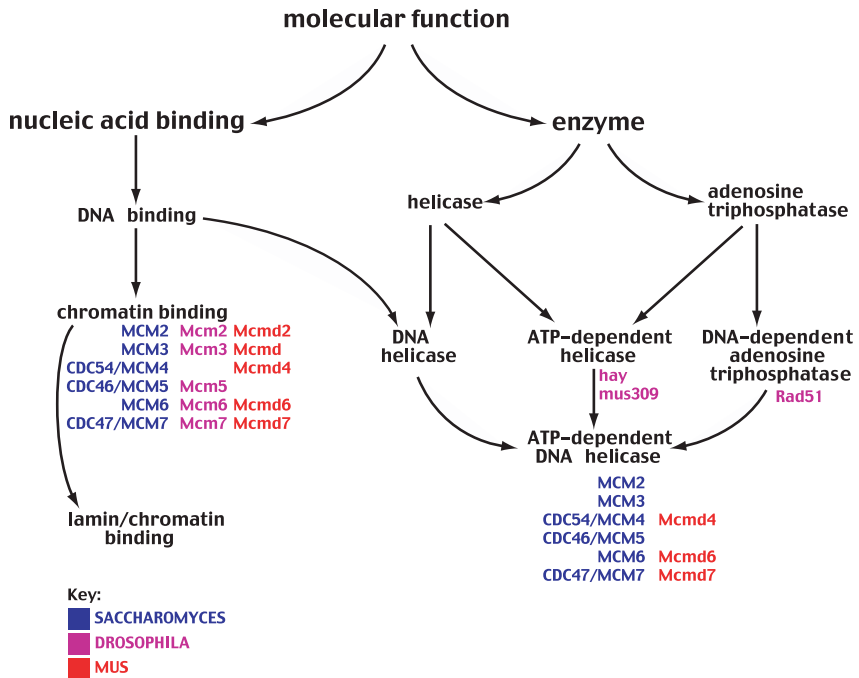 molecular function
nucleic acid binding
enzyme
DNA binding
helicase
adenosine
triphosphatase
chromatin binding
MCM2 Mcm2 Mcmd2
MCM3 Mcm3 Mcmd
CDC54/MCM4 Mcmd4
CDC46/MCM5 Mcm5
MCM6 Mcm6 Mcmd6
CDC47/MCM7 Mcm7 Mcmd7
DNA
helicase
ATP-dependent
helicase
hay
mus309
DNA-dependent
adenosine
triphosphatase
Rad51
lamin/chromatin
binding
ATP-dependent
DNA helicase
MCM2
MCM3
CDC54/MCM4 Mcmd4
CDC46/MCM5
MCM6 Mcmd6
CDC47/MCM7 Mcmd7
Key:
SACCHAROMYCES
DROSOPHILA
MUS